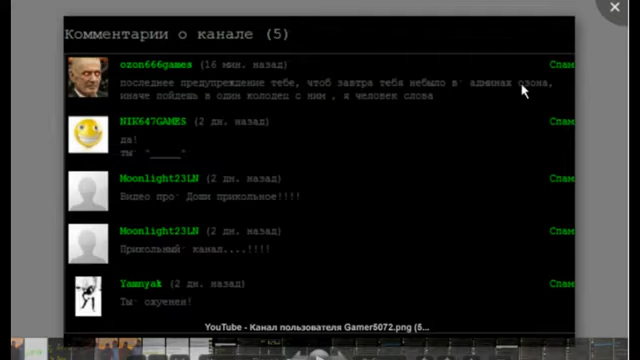 Комментарии о канале (5)
ozon666games (16 мин. назад) Спам
последнее предупреждение тебе, чтоб завтра тебя небыло в админах озома,
иначе пойдешь в один колодец с ним , я человек слова
NIK647GAMES (2 дн. назад) Спам
да!
ты "_____"
Moonlight23LN (2 дн. назад) Спам
Видео про Доши прикольное!!!!
Moonlight23LN (2 дн. назад) Спам
Прикольный канал....!!!!
Yamnyak (2 дн. назад) Спам
Ты охуенен!
YouTube - Канал пользователя Gamer5072.png (5...